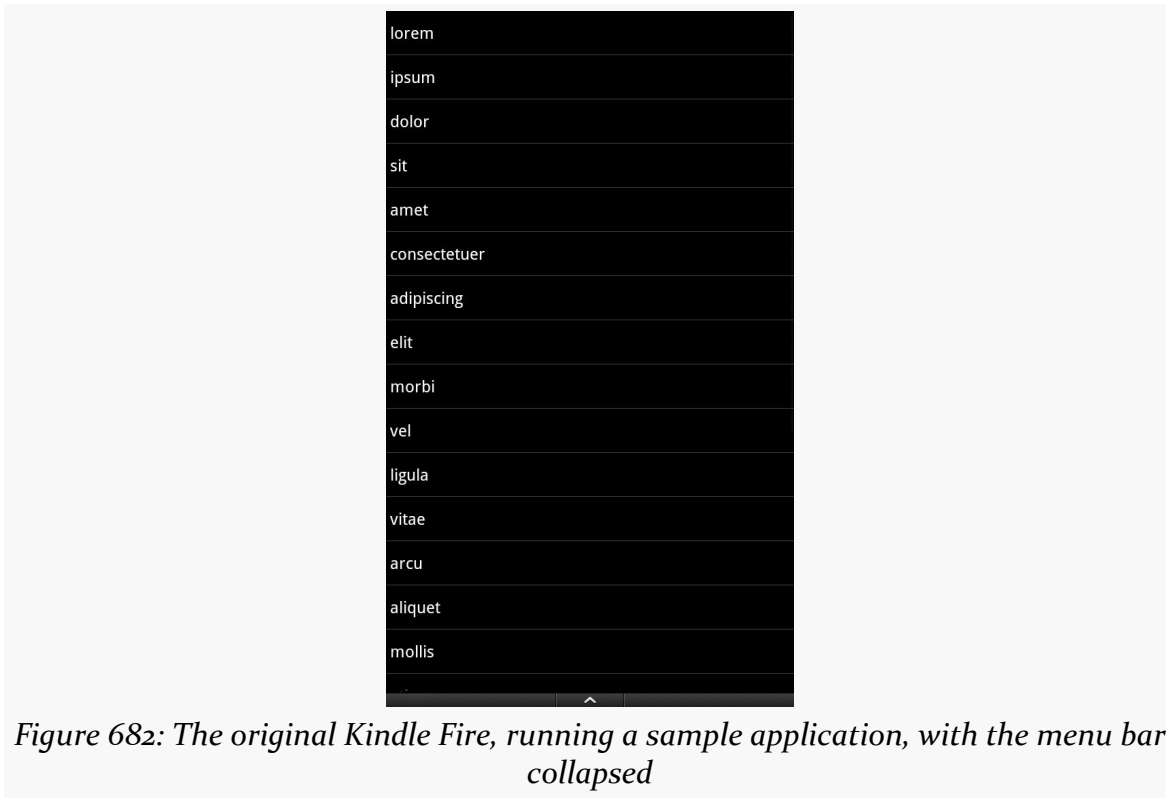 lorem
ipsum
dolor
sit
amet
consectetuer
adipiscing
elit
morbi
vel
ligula
vitae
arcu
aliquet
mollis
Figure 682: The original Kindle Fire, running a sample application, with the menu bar
collapsed